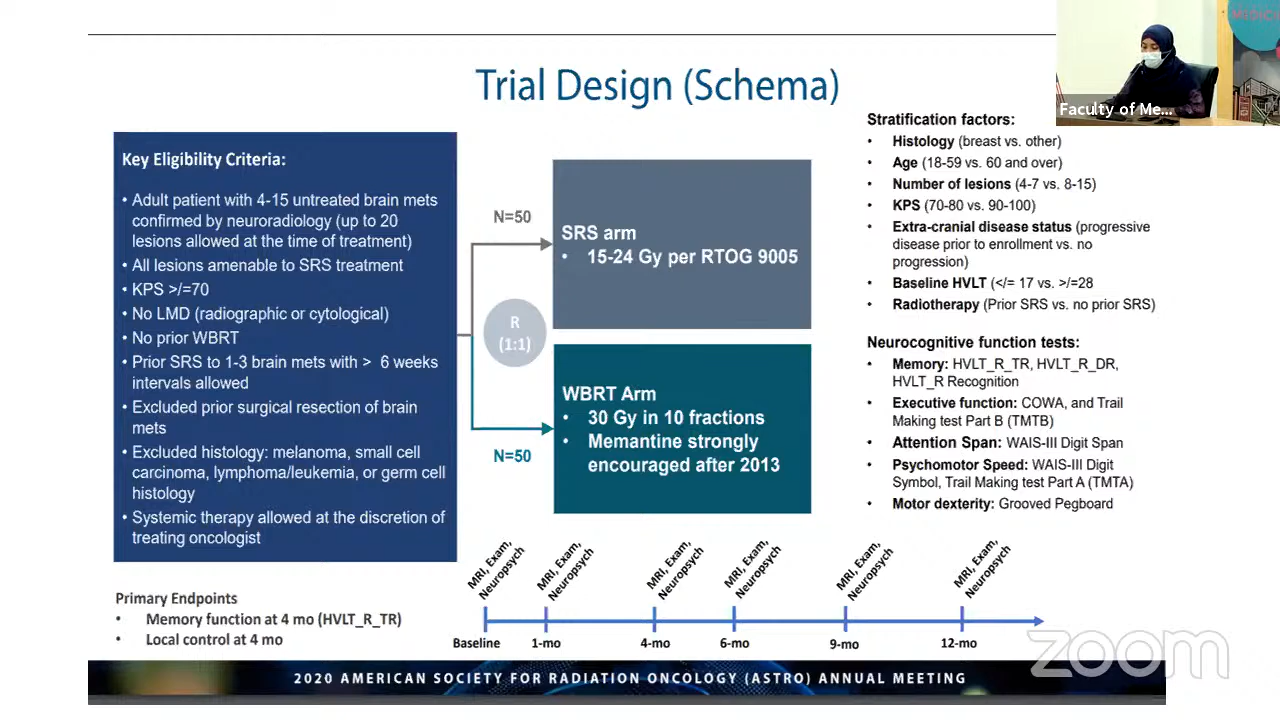 MEDIC
Faculty of Me...
Trial Design (Schema)
Key Eligibility Criteria:
• Adult patient with 4-15 untreated brain mets
confirmed by neuroradiology (up to 20
lesions allowed at the time of treatment)
• All lesions amenable to SRS treatment
• KPS >/=70
• No LMD (radiographic or cytological)
• No prior WBRT
• Prior SRS to 1-3 brain mets with > 6 weeks
intervals allowed
• Excluded prior surgical resection of brain
mets
• Excluded histology: melanoma, small cell
carcinoma, lymphoma/leukemia, or germ cell
histology
• Systemic therapy allowed at the discretion of
treating oncologist
N=50
R
(1:1)
N=50
SRS arm
• 15-24 Gy per RTOG 9005
WBRT Arm
• 30 Gy in 10 fractions
• Memantine strongly
encouraged after 2013
Stratification factors:
• Histology (breast vs. other)
• Age (18-59 vs. 60 and over)
• Number of lesions (4-7 vs. 8-15)
• KPS (70-80 vs. 90-100)
• Extra-cranial disease status (progressive
disease prior to enrollment vs. no
progression)
• Baseline HVLT (</= 17 vs. >/=28
• Radiotherapy (Prior SRS vs. no prior SRS)
Neurocognitive function tests:
• Memory: HVLT_R_TR, HVLT_R_DR,
HVLT_R Recognition
• Executive function: COWA, and Trail
Making test Part B (TMTB)
• Attention Span: WAIS-III Digit Span
• Psychomotor Speed: WAIS-III Digit
Symbol, Trail Making test Part A (TMTA)
• Motor dexterity: Grooved Pegboard
Primary Endpoints
• Memory function at 4 mo (HVLT_R_TR)
• Local control at 4 mo
MRI, Exam,
Neuropsych
MRI, Exam,
Neuropsych
MRI, Exam,
Neuropsych
MRI, Exam,
Neuropsych
MRI, Exam,
Neuropsych
MRI, Exam,
Neuropsych
Baseline
1-mo
4-mo
6-mo
9-mo
12-mo
zoom
2020 AMERICAN SOCIETY FOR RADIATION ONCOLOGY (ASTRO) ANNUAL MEETING